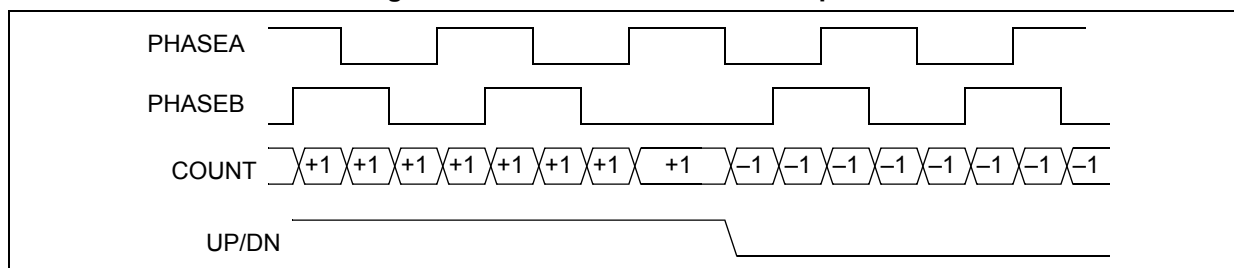 PHASEA
PHASEB
COUNT +1 +1 +1 +1 +1 +1 +1 +1 –1 –1 –1 –1 –1 –1 –1 –1
UP/DN